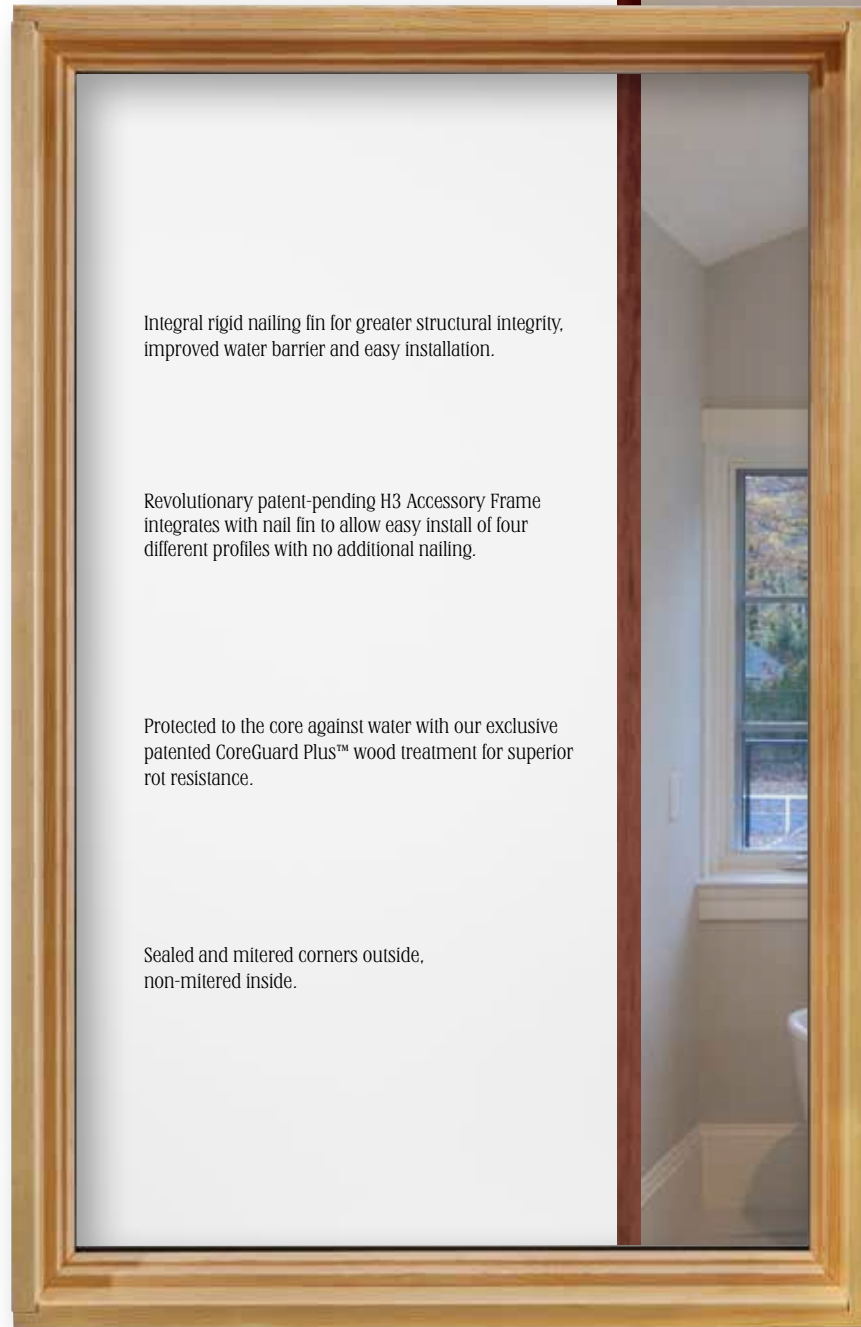 Integral rigid nailing fin for greater structural integrity,
improved water barrier and easy installation.
Revolutionary patent-pending H3 Accessory Frame
integrates with nail fin to allow easy install of four
different profiles with no additional nailing.
Protected to the core against water with our exclusive
patented CoreGuard Plus™ wood treatment for superior
rot resistance.
Sealed and mitered corners outside,
non-mitered inside.